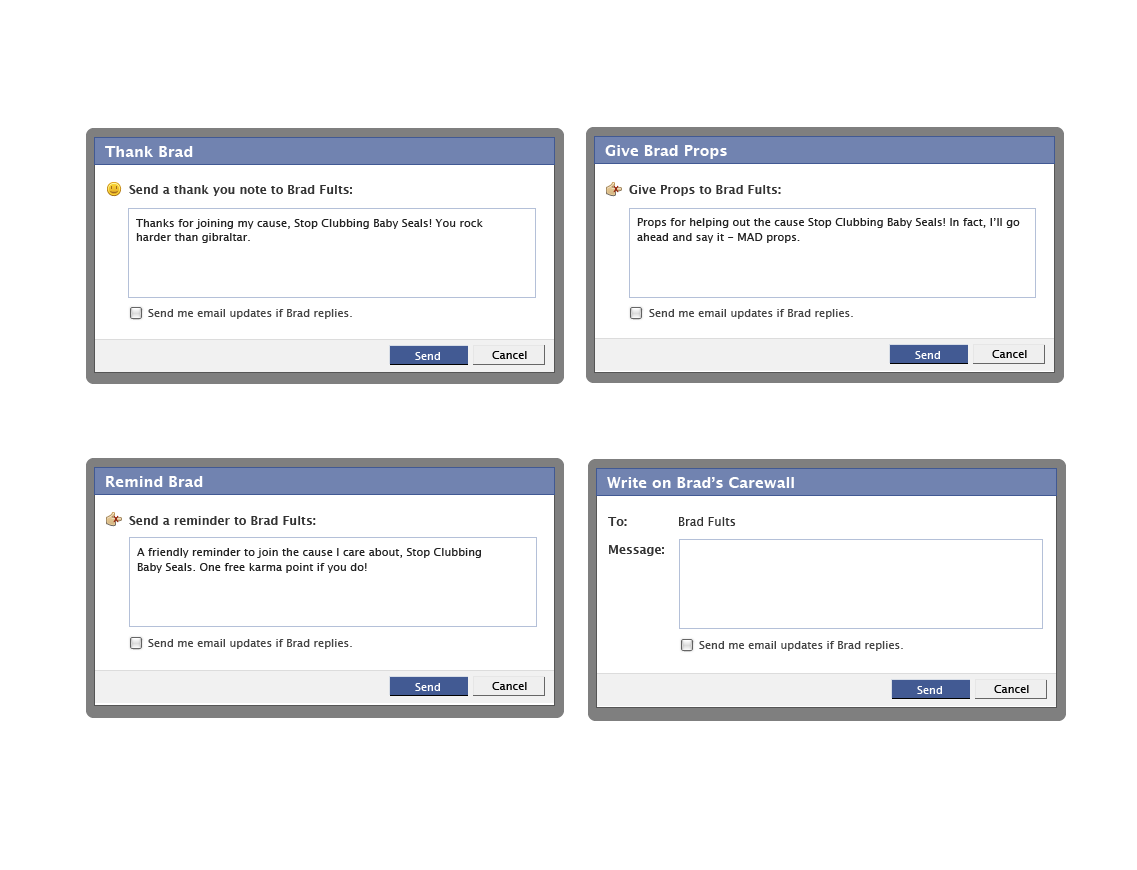 Thank Brad
Send a thank you note to Brad Fults:
Thanks for joining my cause, Stop Clubbing Baby Seals! You rock
harder than gibraltar.
Send me email updates if Brad replies.
Send
Cancel
Give Brad Props
Give Props to Brad Fults:
Props for helping out the cause Stop Clubbing Baby Seals! In fact, I'll go
ahead and say it – MAD props.
Send me email updates if Brad replies.
Send
Cancel
Remind Brad
Send a reminder to Brad Fults:
A friendly reminder to join the cause I care about, Stop Clubbing
Baby Seals. One free karma point if you do!
Send me email updates if Brad replies.
Send
Cancel
Write on Brad's Carewall
To: Brad Fults
Message:
Send me email updates if Brad replies.
Send
Cancel